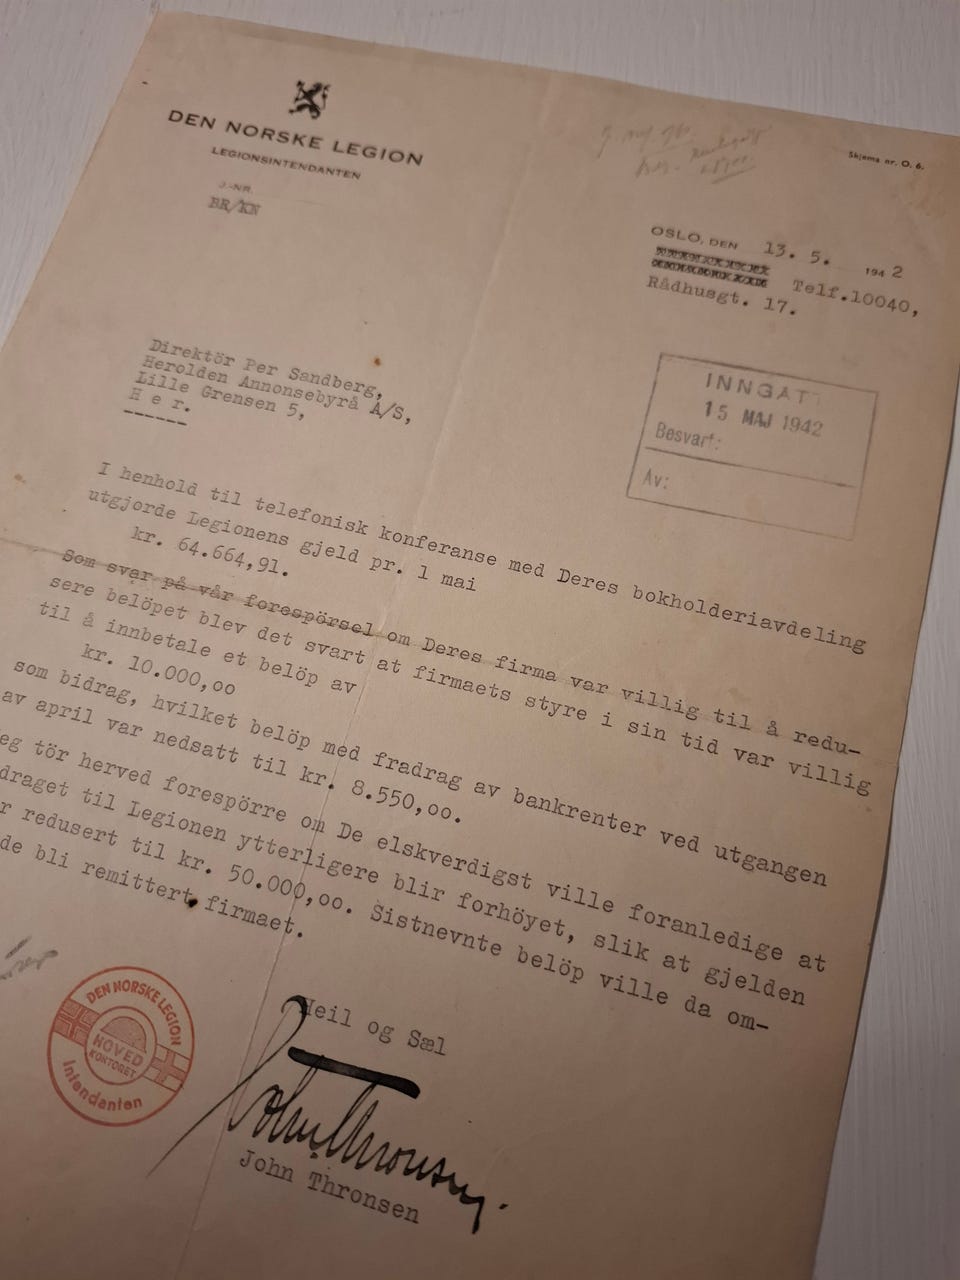 DEN NORSKE LEGION
LEGIONSINTENDANTEN
J.-NR.
BR/KN
Skjema nr. O. 6.
OSLO, DEN 13. 5. 1942
Telf.10040,
Rådhusgt. 17.
Direktör Per Sandberg,
Herolden Annonsebyrå A/S,
Lille Grensen 5,
H e r.
INNGÅTT
15 MAJ 1942
Besvart:
Av:
I henhold til telefonisk konferanse med Deres bokholderiavdeling
utgjorde Legionens gjeld pr. 1 mai
kr. 64.664,91.
Som svar på vår forespörsel om Deres firma var villig til å redu-
sere belöpet blev det svart at firmaets styre i sin tid var villig
til å innbetale et belöp av
kr. 10.000,oo
som bidrag, hvilket belöp med fradrag av bankrenter ved utgangen
av april var nedsatt til kr. 8.550,oo.
eg tör herved forespörre om De elskverdigst ville foranledige at
draget til Legionen ytterligere blir forhöyet, slik at gjelden
r redusert til kr. 50.000,oo. Sistnevnte belöp ville da om-
de bli remittert firmaet.
Heil og Sæl
John Thronsen
John Thronsen
DEN NORSKE LEGION
HOVED
KONTORET
Intendanten